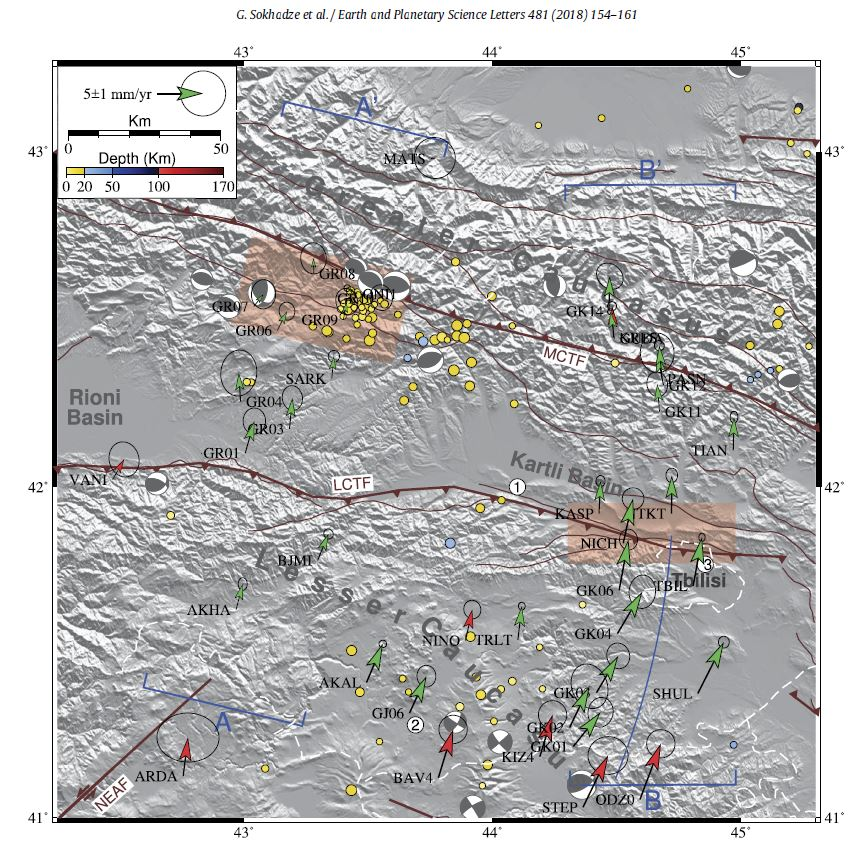 G. Sokhadze et al. / Earth and Planetary Science Letters 481 (2018) 154–161
43° 44° 45°
5±1 mm/yr
Km
0 50
Depth (Km)
0 20 50 100 170
A'
MATS
43° 43°
B'
Greater Caucasus
GR08
GR07
GR09
GR06
GK14
MCTF
SARK
PASN
GK12
GR04
GK11
Rioni
Basin
GR03
GR01
TIAN
VANI
Kartli Basin
LCTF
1
42° 42°
KASP
TKT
NICH
BJMI
3
Tbilisi
TBIL
GK06
Lesser Caucasus
AKHA
GK04
NINO
TRLT
AKAL
SHUL
GJ06
A
2
GK02
GK01
KIZ4
ARDA
BAV4
NEAF
STEP
ODZ0
B
41° 41°
43° 44° 45°